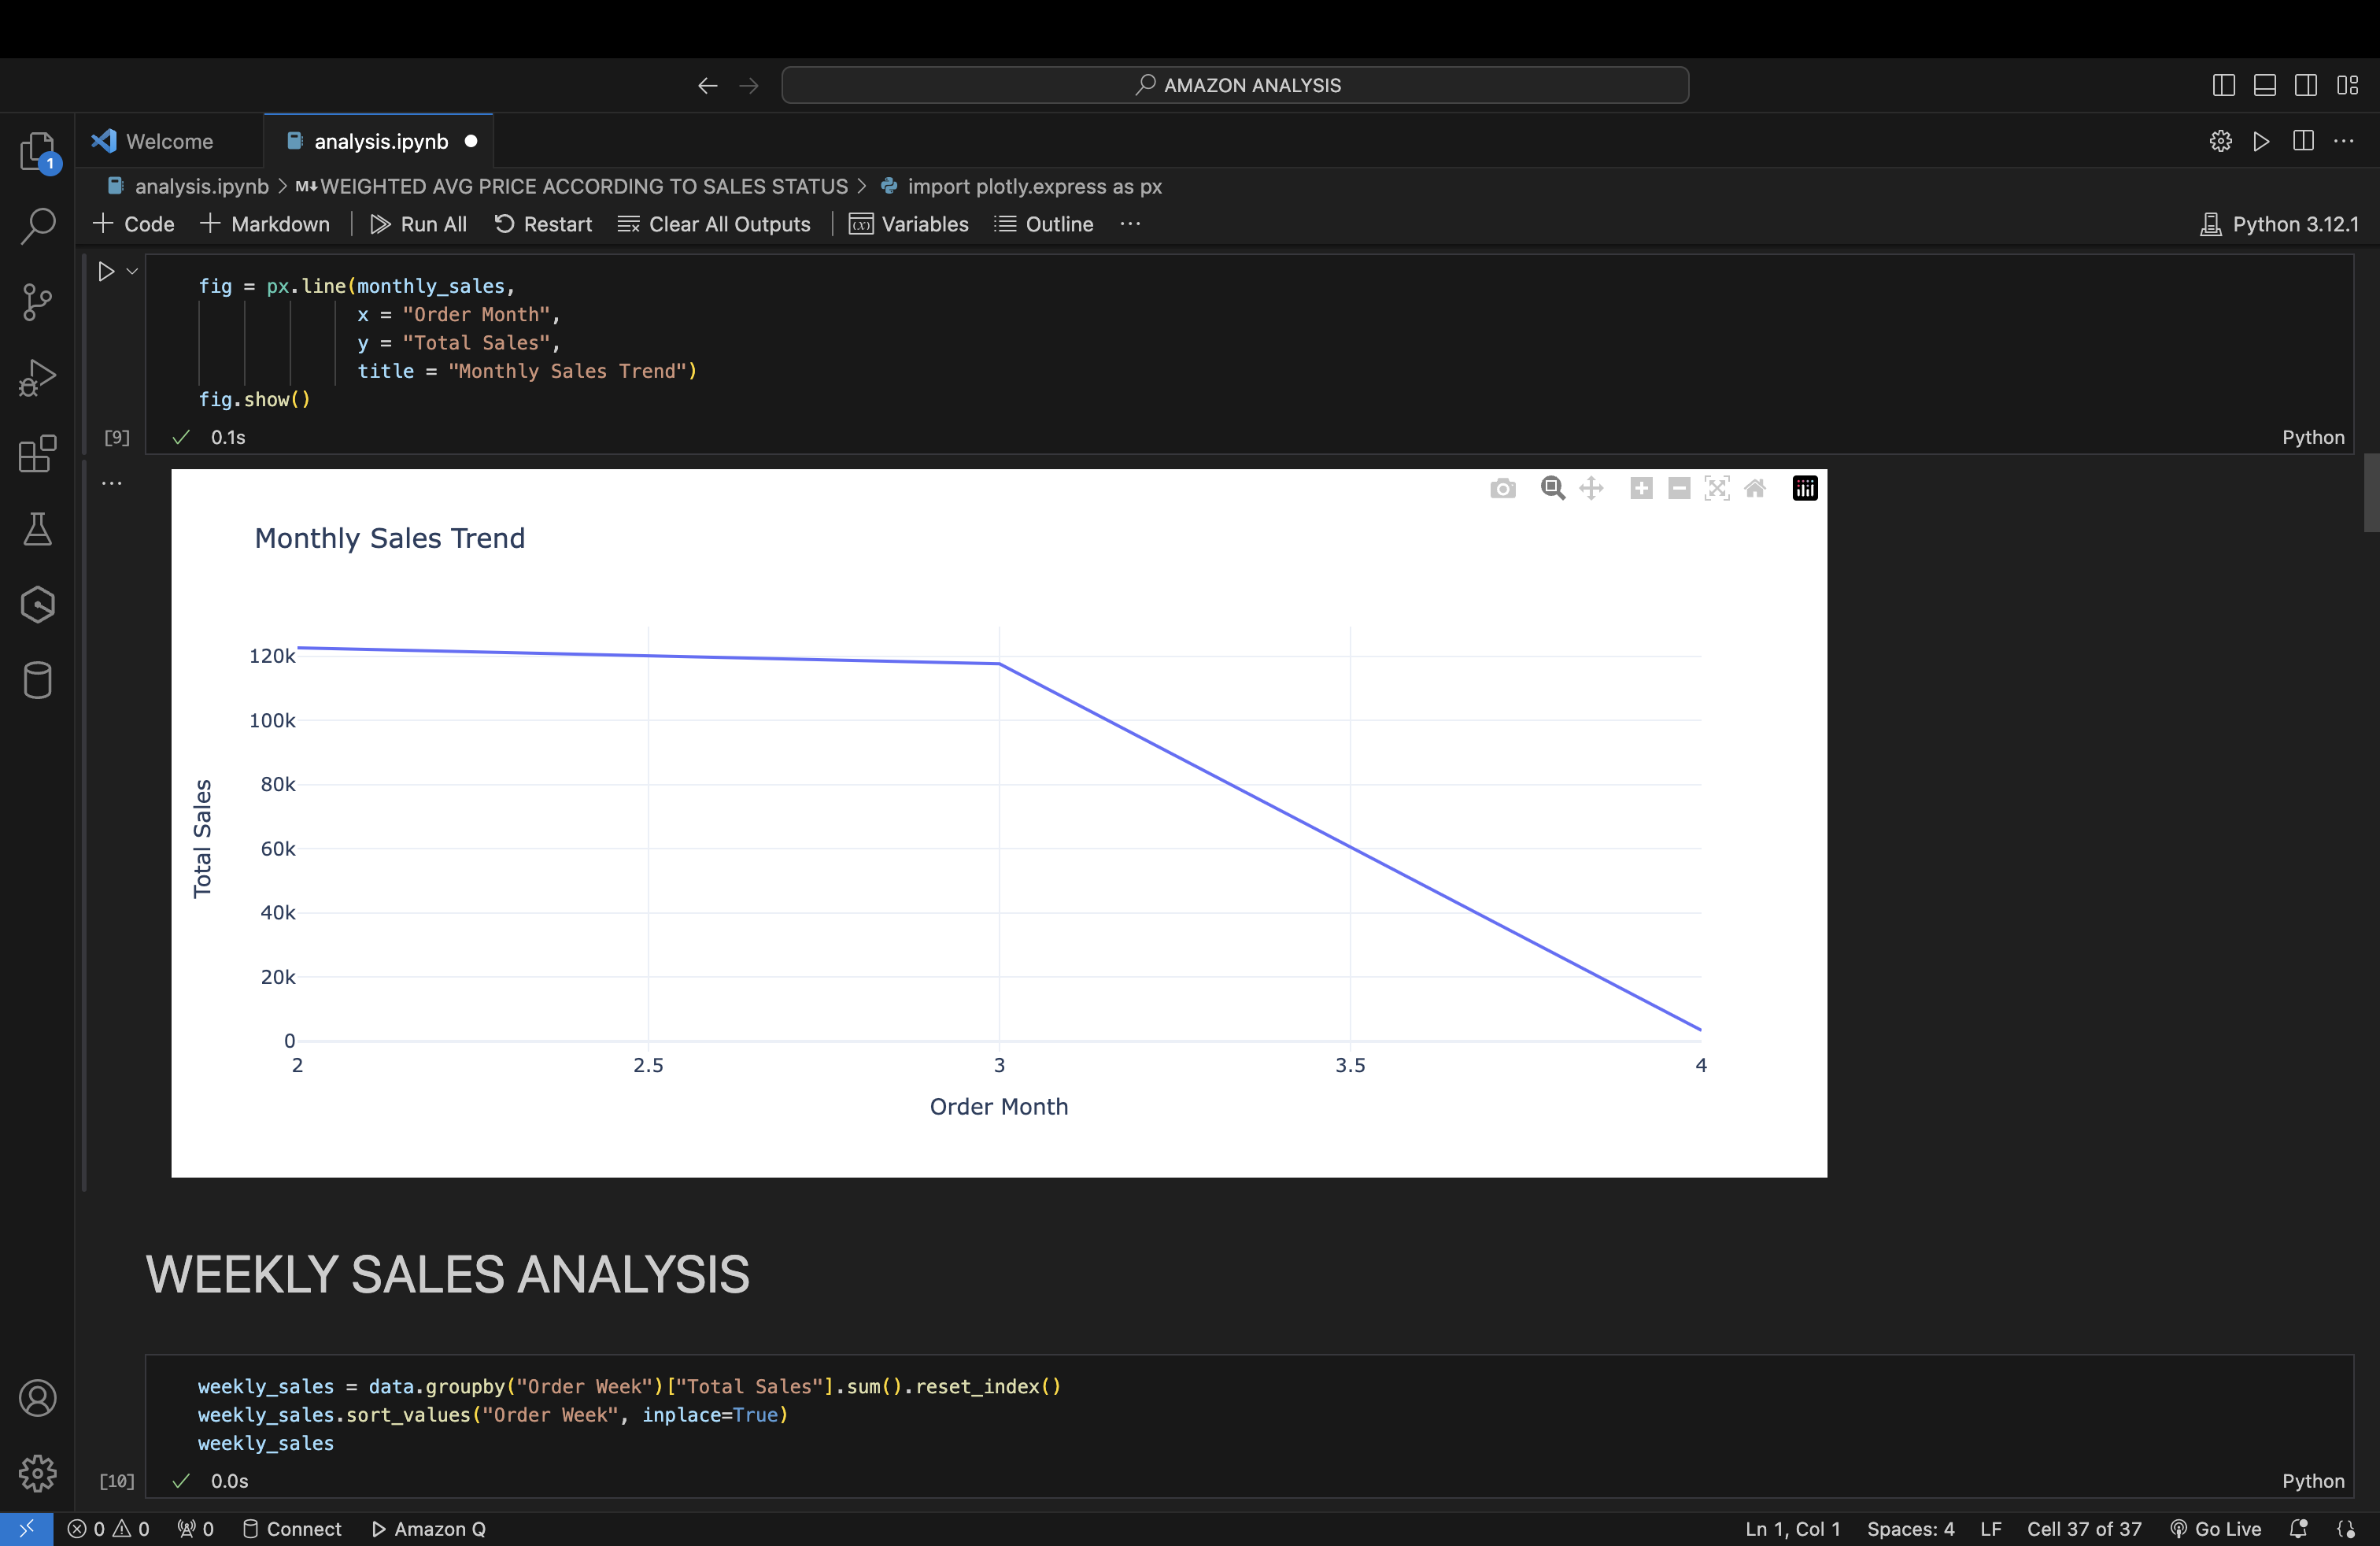 AMAZON ANALYSIS
Welcome
analysis.ipynb
1
analysis.ipynb > M↓WEIGHTED AVG PRICE ACCORDING TO SALES STATUS > import plotly.express as px
+ Code + Markdown | Run All Restart Clear All Outputs | Variables Outline ... Python 3.12.1
fig = px.line(monthly_sales,
x = "Order Month",
y = "Total Sales",
title = "Monthly Sales Trend")
fig.show()
[9] ✓ 0.1s Python
...
Monthly Sales Trend
120k
100k
80k
60k
40k
20k
0
Total Sales
2 2.5 3 3.5 4
Order Month
WEEKLY SALES ANALYSIS
weekly_sales = data.groupby("Order Week")["Total Sales"].sum().reset_index()
weekly_sales.sort_values("Order Week", inplace=True)
weekly_sales
[10] ✓ 0.0s Python
0 0 0 Connect Amazon Q Ln 1, Col 1 Spaces: 4 LF Cell 37 of 37 Go Live